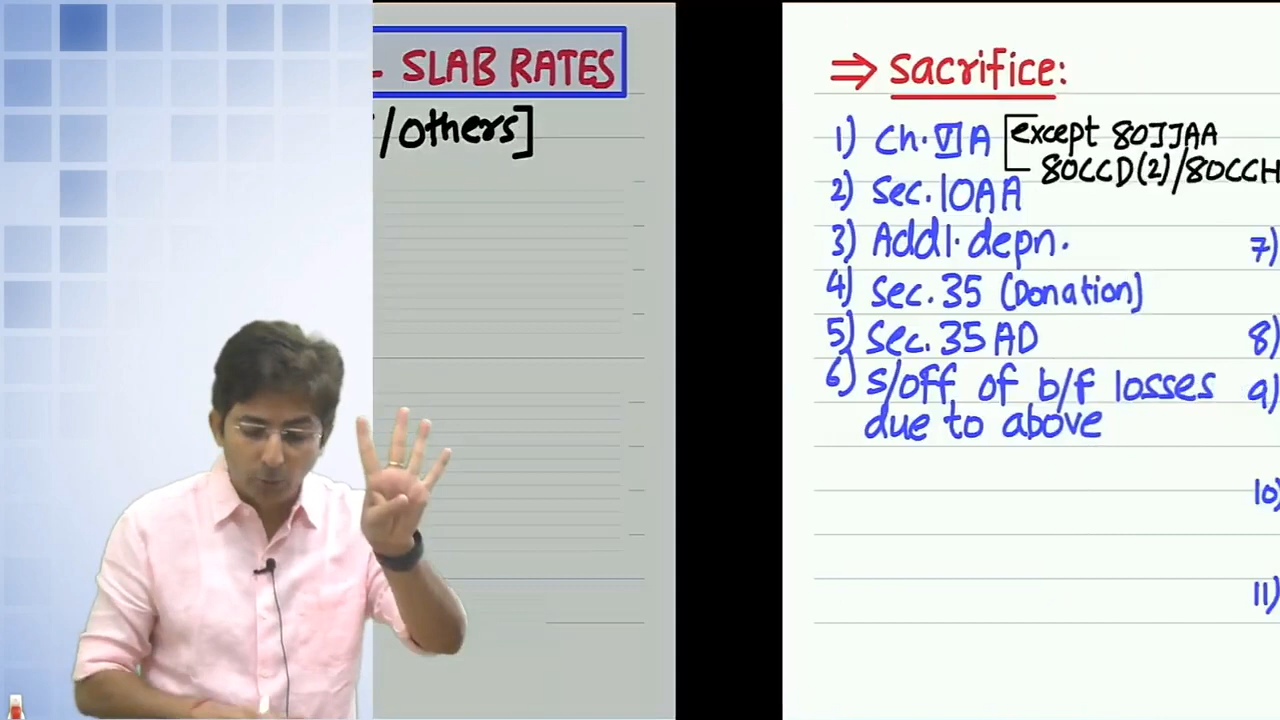 - SLAB RATES
/others]
⇒ Sacrifice:
1) Ch. VI A [except 80JJAA
80CCD(2)/80CCH
2) Sec. 10AA
3) Addl. depn.
4) Sec. 35 (Donation)
5) Sec. 35 AD
6) s/off of b/f losses
due to above
7)
8)
9)
10)
11)